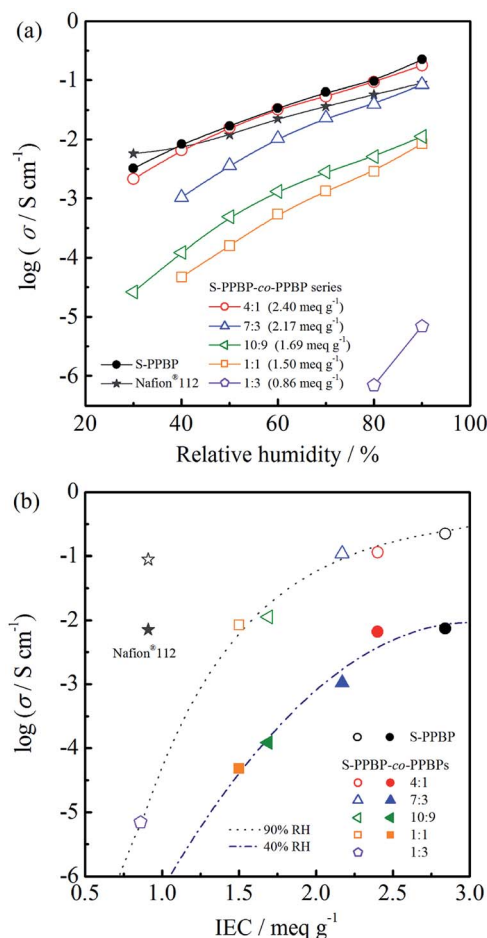 (a)
0
-1
-2
-3
-4
-5
-6
log ( σ / S cm⁻¹)
S-PPBP-co-PPBP series
4:1 (2.40 meq g⁻¹)
7:3 (2.17 meq g⁻¹)
10:9 (1.69 meq g⁻¹)
1:1 (1.50 meq g⁻¹)
1:3 (0.86 meq g⁻¹)
S-PPBP
Nafion®112
20 40 60 80 100
Relative humidity / %
(b)
0
-1
-2
-3
-4
-5
-6
log (σ / S cm⁻¹)
Nafion®112
S-PPBP
S-PPBP-co-PPBPs
4:1
7:3
10:9
1:1
1:3
90% RH
40% RH
0.5 1.0 1.5 2.0 2.5 3.0
IEC / meq g⁻¹